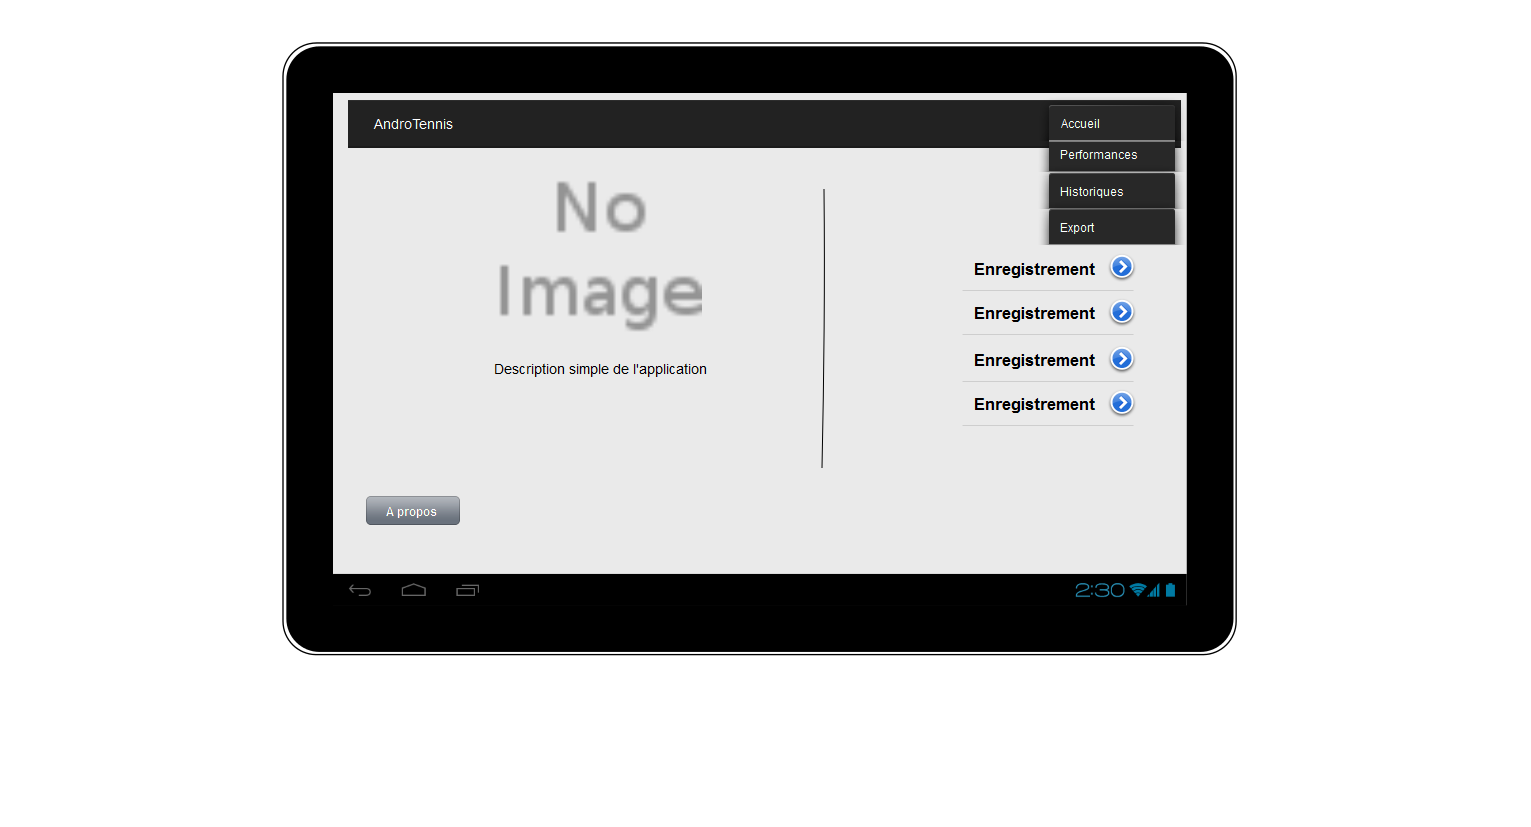 AndroTennis
Accueil
Performances
Historiques
Export
No
Image
Description simple de l'application
Enregistrement
Enregistrement
Enregistrement
Enregistrement
A propos
2:30